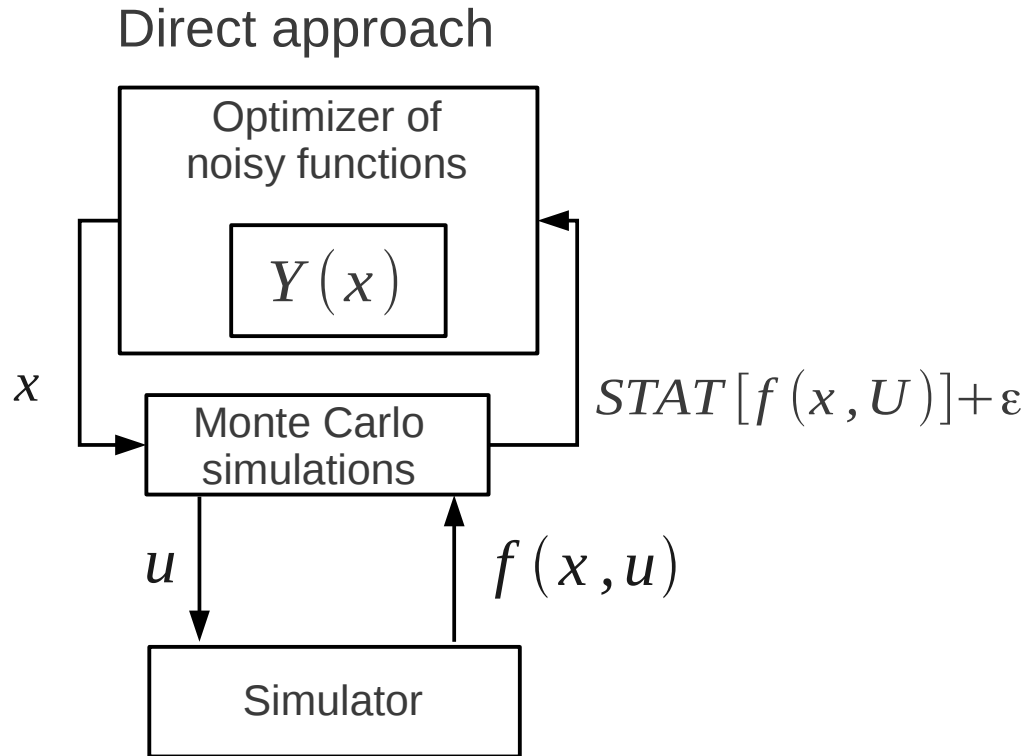 Direct approach
Optimizer of
noisy functions
Y(x)
x
STAT[f(x,U)]+ε
Monte Carlo
simulations
u
f(x,u)
Simulator